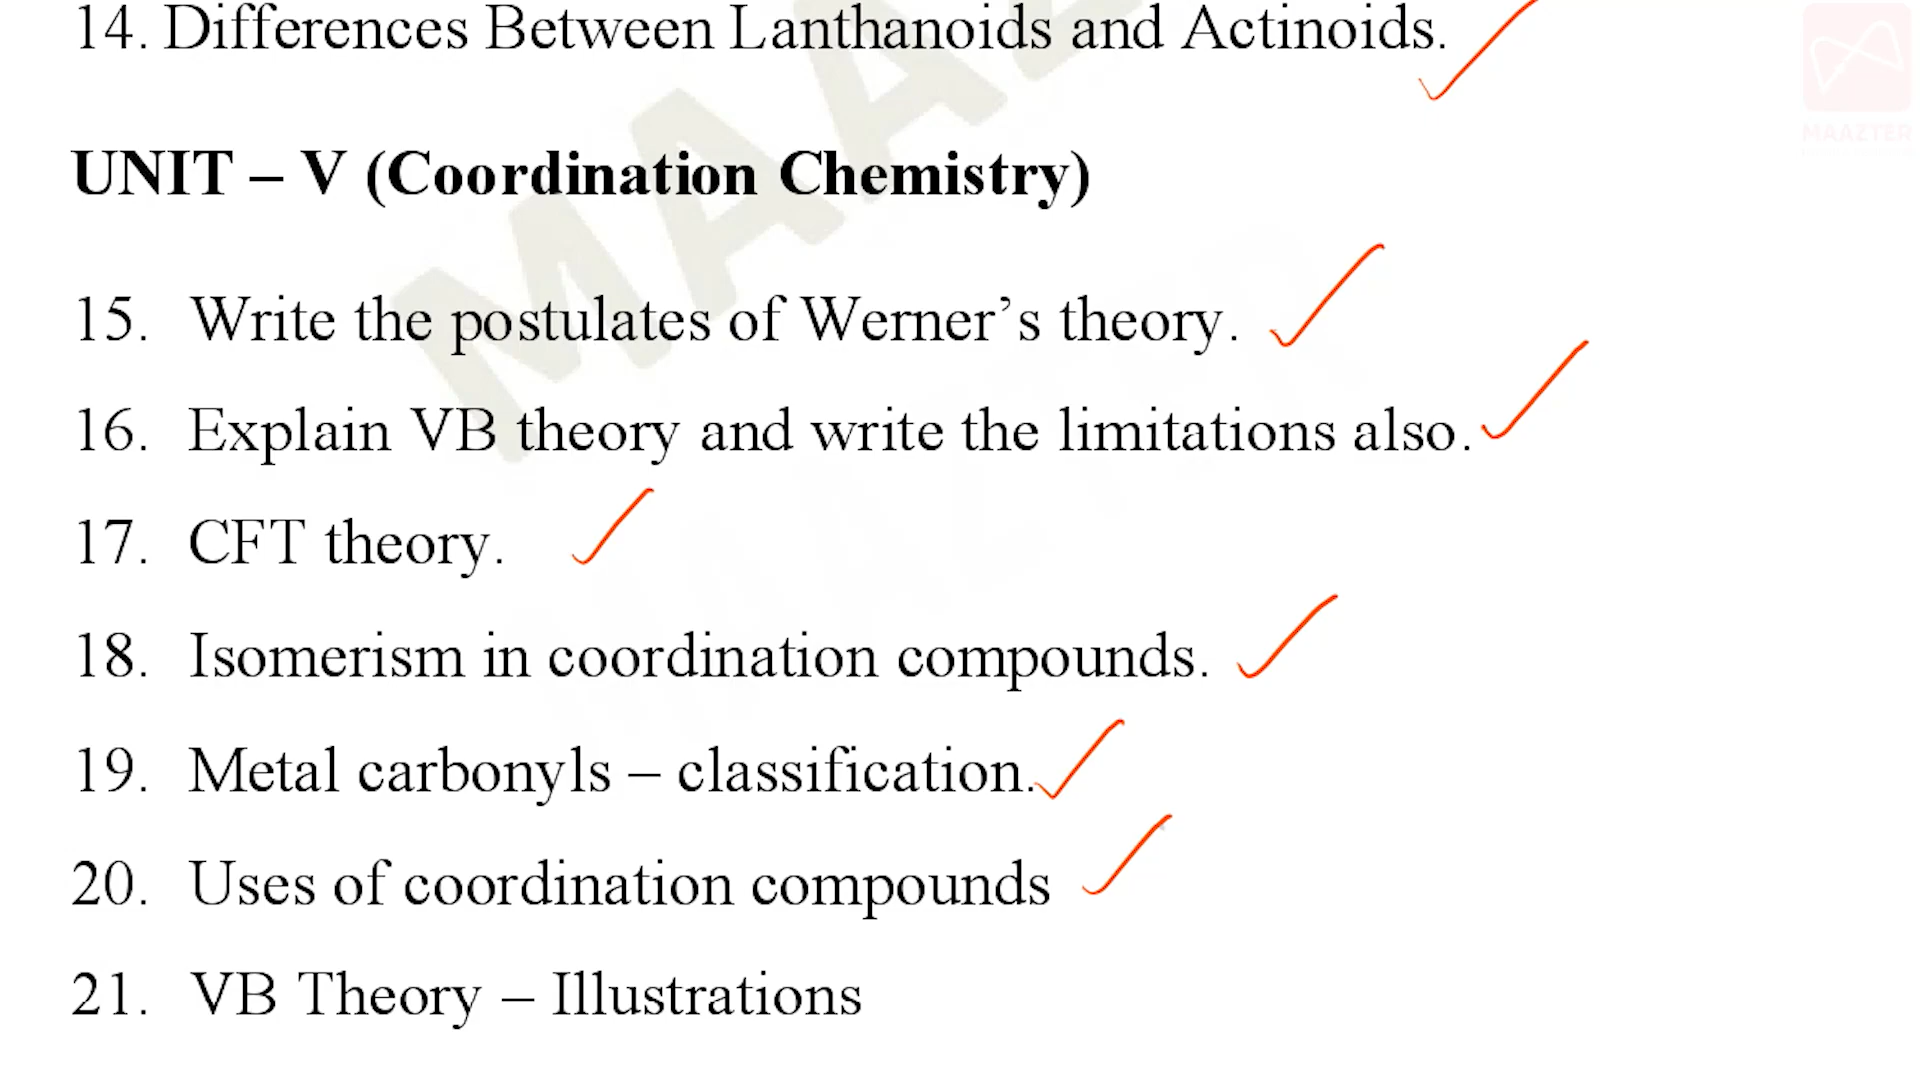 14. Differences Between Lanthanoids and Actinoids.
MAAZTER
UNIT – V (Coordination Chemistry)
15. Write the postulates of Werner’s theory.
16. Explain VB theory and write the limitations also.
17. CFT theory.
18. Isomerism in coordination compounds.
19. Metal carbonyls – classification.
20. Uses of coordination compounds
21. VB Theory – Illustrations